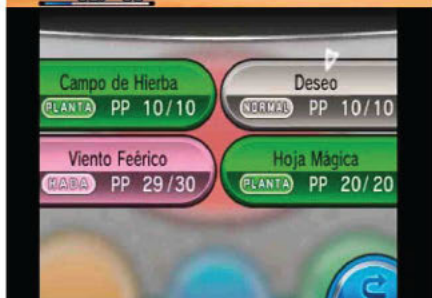 Campo de Hierba
PLANTA PP 10/10
Deseo
NORMAL PP 10/10
Viento Feérico
HADA PP 29/30
Hoja Mágica
PLANTA PP 20/20